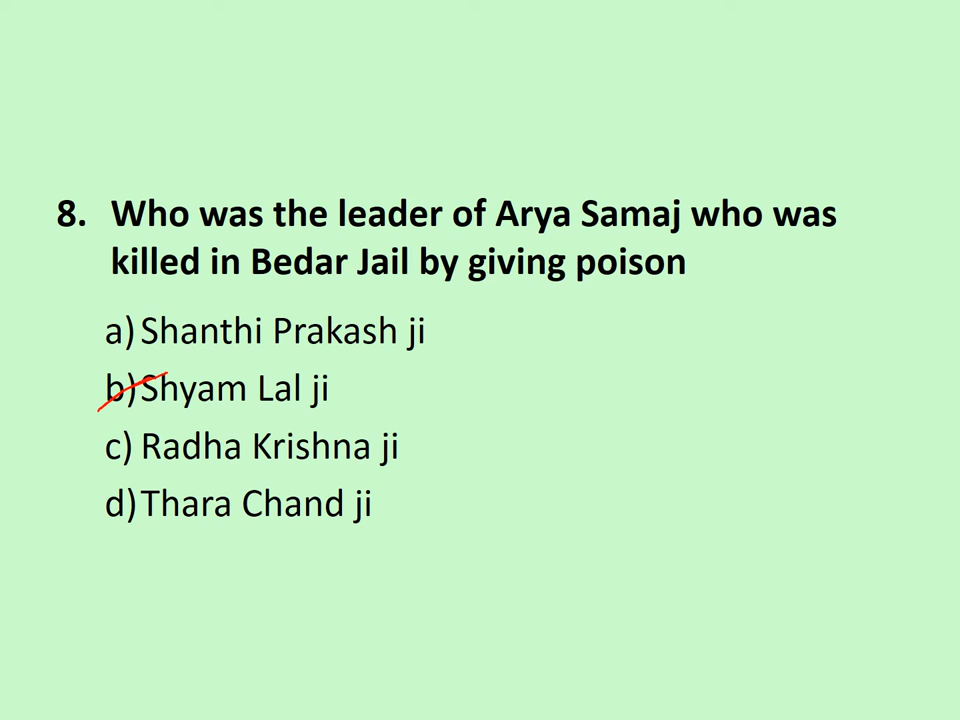 8. Who was the leader of Arya Samaj who was
killed in Bedar Jail by giving poison
a) Shanthi Prakash ji
b) Shyam Lal ji
c) Radha Krishna ji
d) Thara Chand ji